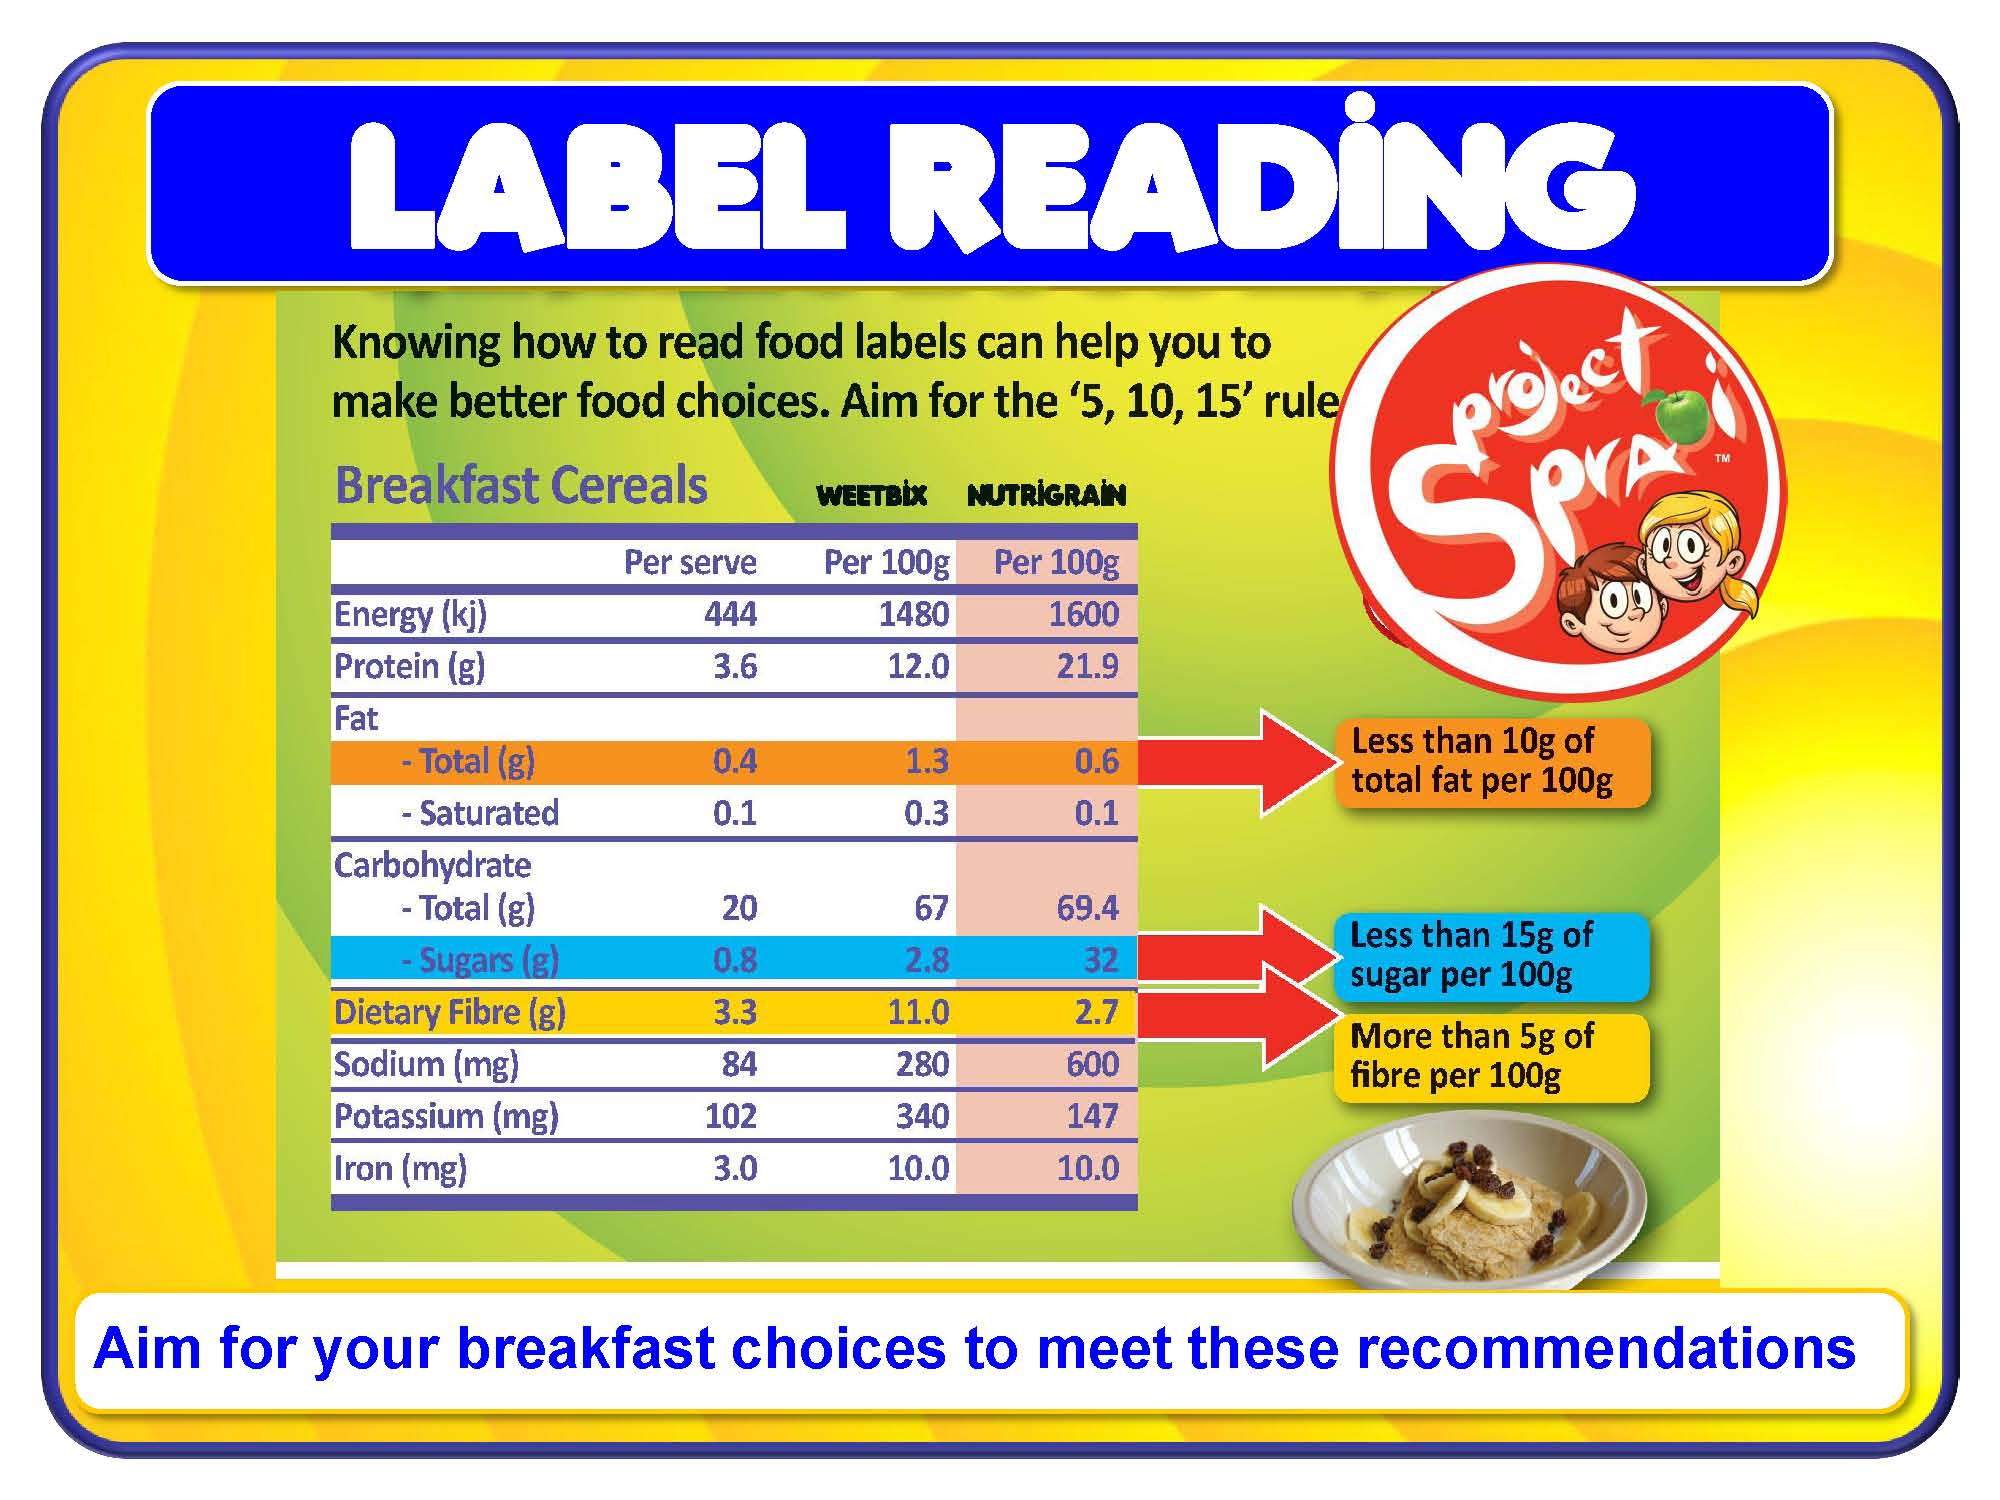 LABEL READING
Knowing how to read food labels can help you to
make better food choices. Aim for the ‘5, 10, 15’ rule
project
Sprai
TM
Breakfast Cereals WEETBIX NUTRIGRAIN
Per serve Per 100g Per 100g
Energy (kj) 444 1480 1600
Protein (g) 3.6 12.0 21.9
Fat
- Total (g) 0.4 1.3 0.6
- Saturated 0.1 0.3 0.1
Carbohydrate
- Total (g) 20 67 69.4
- Sugars (g) 0.8 2.8 32
Dietary Fibre (g) 3.3 11.0 2.7
Sodium (mg) 84 280 600
Potassium (mg) 102 340 147
Iron (mg) 3.0 10.0 10.0
Less than 10g of
total fat per 100g
Less than 15g of
sugar per 100g
More than 5g of
fibre per 100g
Aim for your breakfast choices to meet these recommendations